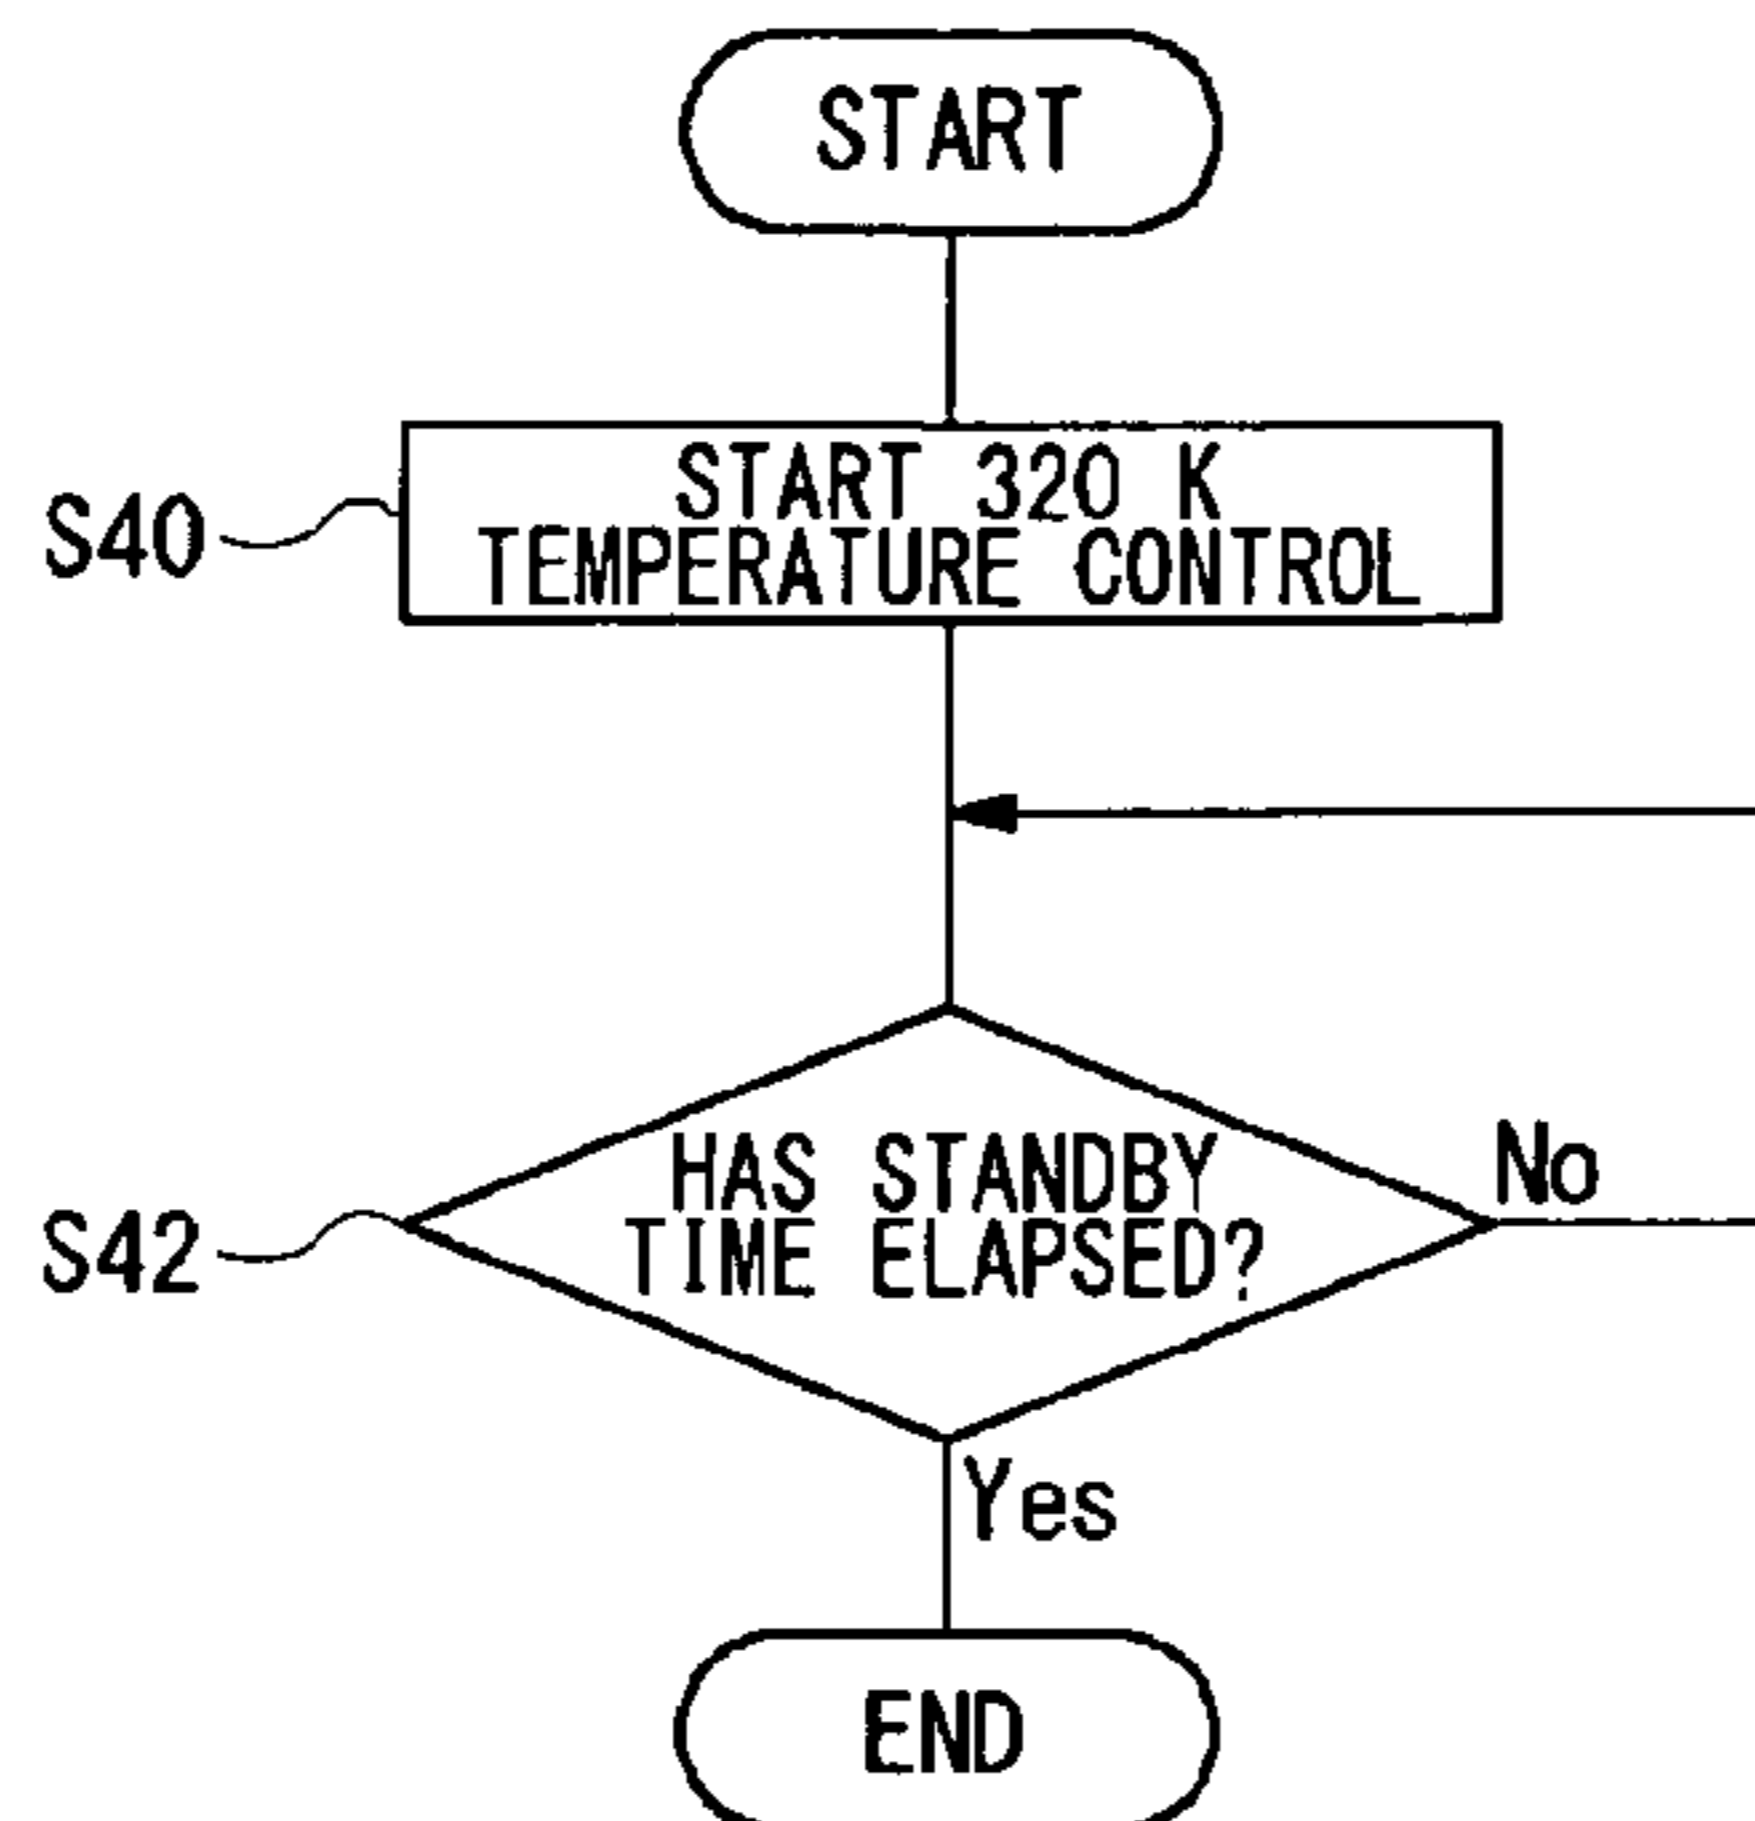 START
START 320 K
TEMPERATURE CONTROL
S40
HAS STANDBY
TIME ELAPSED?
No
S42
Yes
END